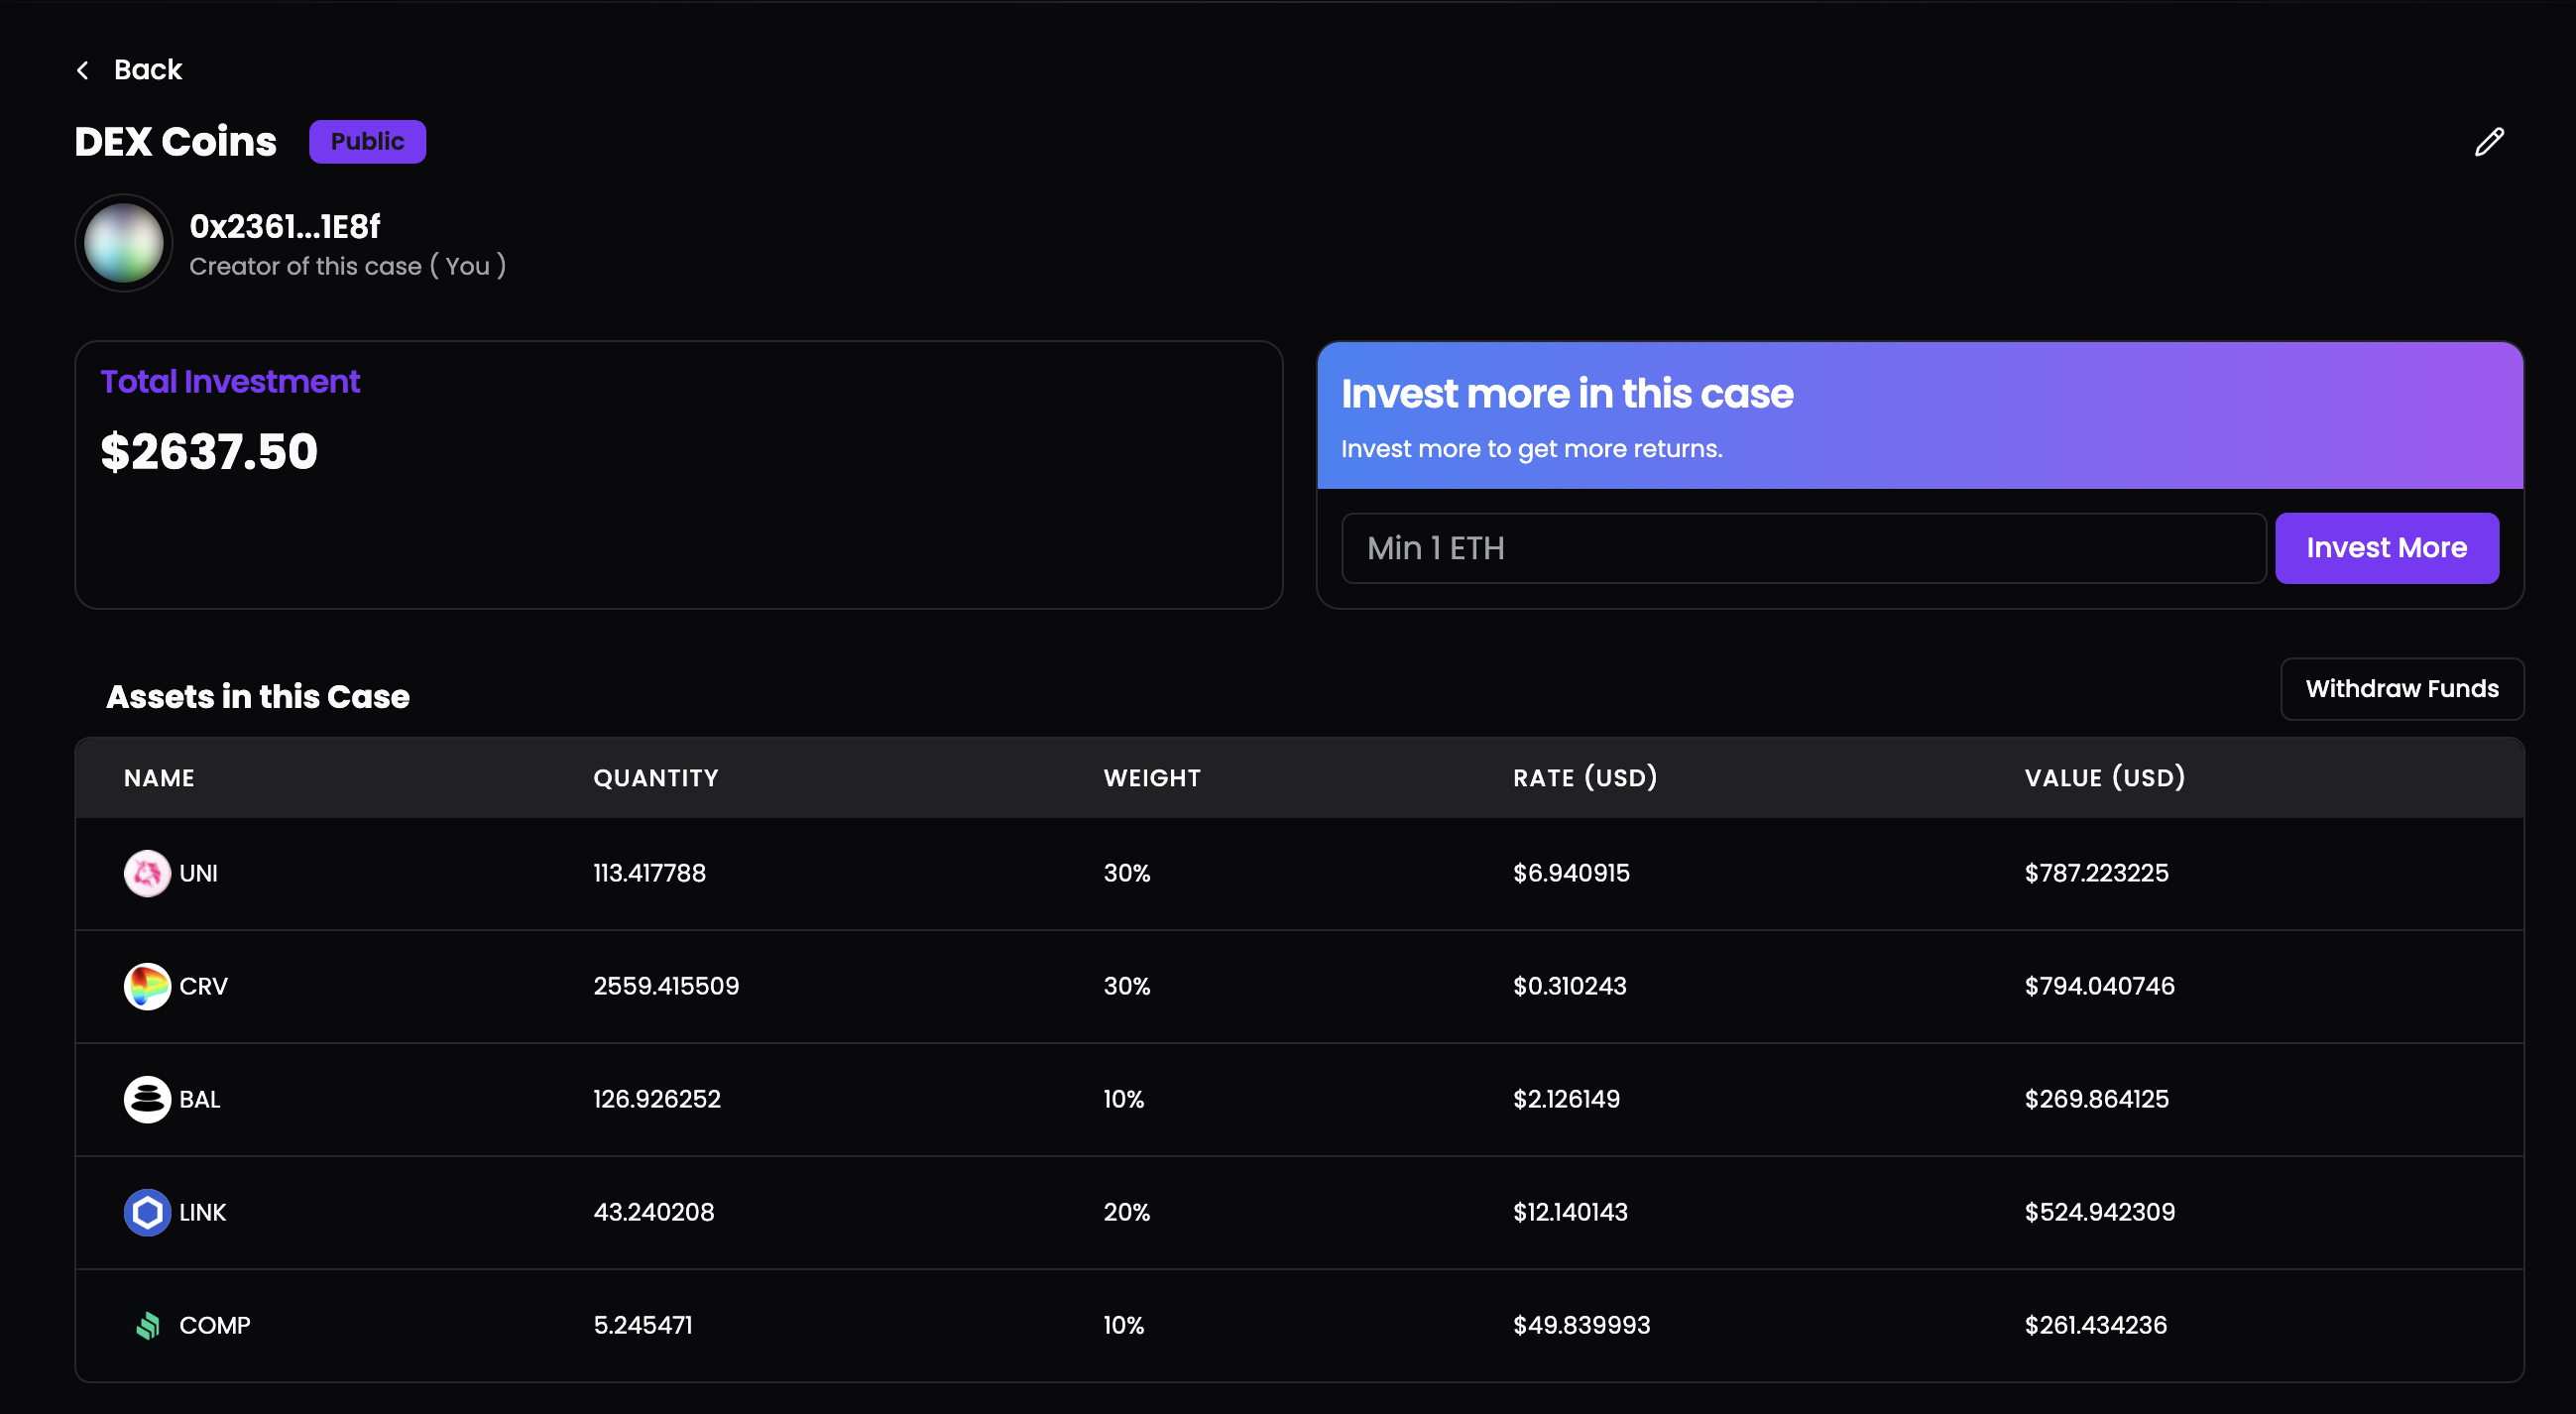 Back
DEX Coins Public
0x2361...1E8f
Creator of this case ( You )
Total Investment
$2637.50
Invest more in this case
Invest more to get more returns.
Min 1 ETH Invest More
Assets in this Case Withdraw Funds
NAME QUANTITY WEIGHT RATE (USD) VALUE (USD)
UNI 113.417788 30% $6.940915 $787.223225
CRV 2559.415509 30% $0.310243 $794.040746
BAL 126.926252 10% $2.126149 $269.864125
LINK 43.240208 20% $12.140143 $524.942309
COMP 5.245471 10% $49.839993 $261.434236